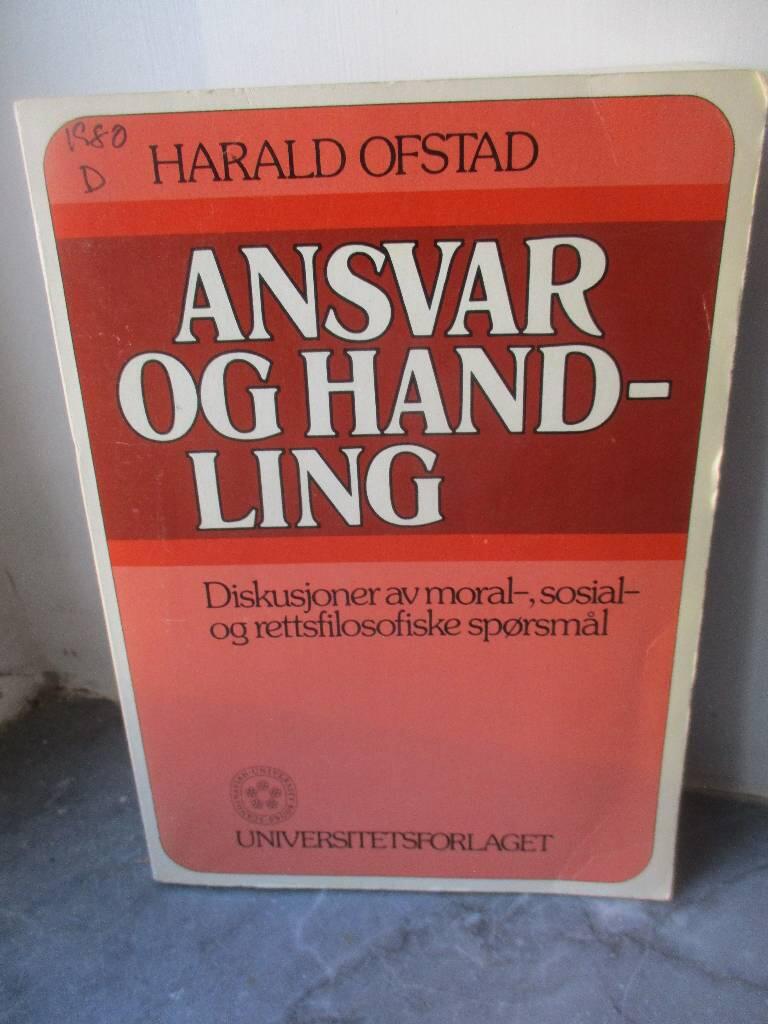 1980
D
HARALD OFSTAD
ANSVAR
OG HAND-
LING
Diskusjoner av moral-, sosial-
og rettsfilosofiske spørsmål
UNIVERSITETSFORLAGET